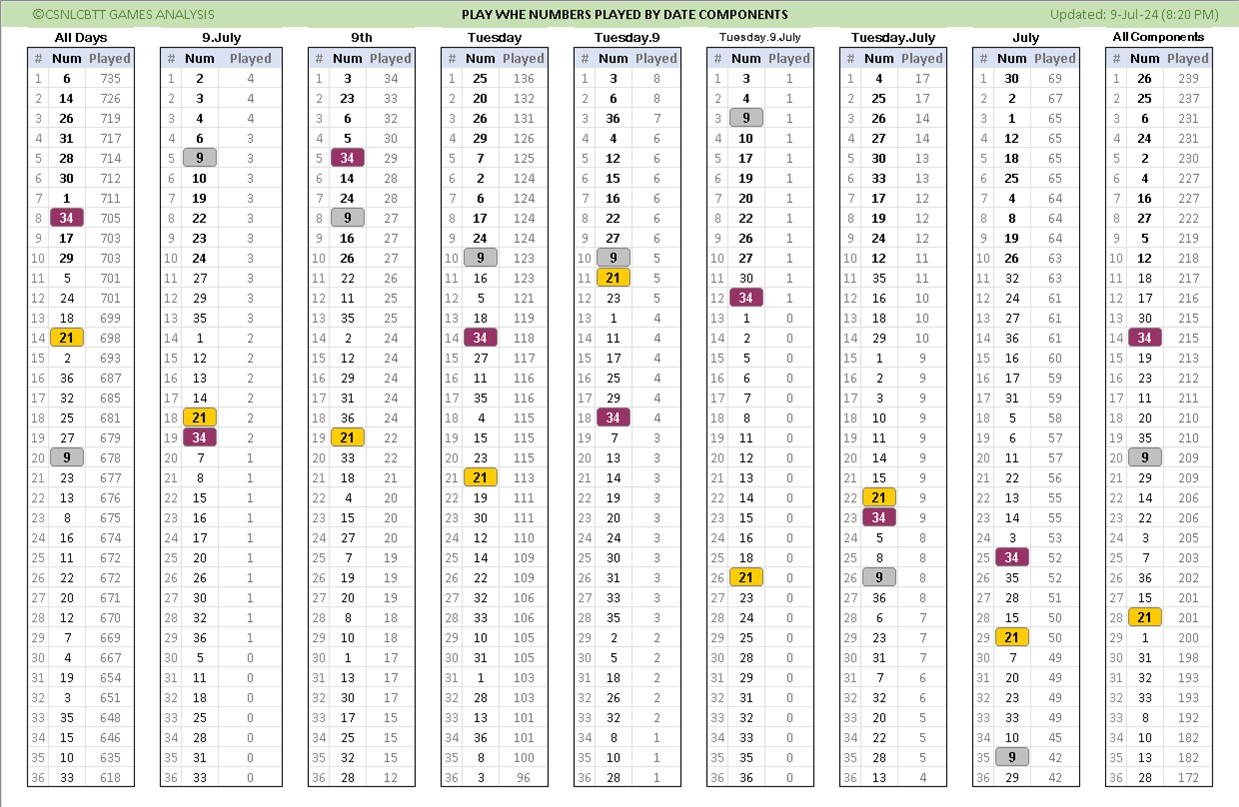 ©CSNLCBTT GAMES ANALYSIS PLAY WHE NUMBERS PLAYED BY DATE COMPONENTS Updated: 9-Jul-24 (8:20 PM)
All Days 9.July 9th Tuesday Tuesday.9 Tuesday.9.July Tuesday.July July All Components
# Num Played # Num Played # Num Played # Num Played # Num Played # Num Played # Num Played # Num Played # Num Played
1 6 735 1 2 4 1 3 34 1 25 136 1 3 8 1 3 1 1 4 17 1 30 69 1 26 239
2 14 726 2 3 4 2 23 33 2 20 132 2 6 8 2 4 1 2 25 17 2 2 67 2 25 237
3 26 719 3 4 4 3 6 32 3 26 131 3 36 7 3 9 1 3 26 14 3 1 65 3 6 231
4 31 717 4 6 3 4 5 30 4 29 126 4 4 6 4 10 1 4 27 14 4 12 65 4 24 231
5 28 714 5 9 3 5 34 29 5 7 125 5 12 6 5 17 1 5 30 13 5 18 65 5 2 230
6 30 712 6 10 3 6 14 28 6 2 124 6 15 6 6 19 1 6 33 13 6 25 65 6 4 227
7 1 711 7 19 3 7 24 28 7 6 124 7 16 6 7 20 1 7 17 12 7 4 64 7 16 227
8 34 705 8 22 3 8 9 27 8 17 124 8 22 6 8 22 1 8 19 12 8 8 64 8 27 222
9 17 703 9 23 3 9 16 27 9 24 124 9 27 6 9 26 1 9 24 12 9 19 64 9 5 219
10 29 703 10 24 3 10 26 27 10 9 123 10 9 5 10 27 1 10 12 11 10 26 63 10 12 218
11 5 701 11 27 3 11 22 26 11 16 123 11 21 5 11 30 1 11 35 11 11 32 63 11 18 217
12 24 701 12 29 3 12 11 25 12 5 121 12 23 5 12 34 1 12 16 10 12 24 61 12 17 216
13 18 699 13 35 3 13 35 25 13 18 119 13 1 4 13 1 0 13 18 10 13 27 61 13 30 215
14 21 698 14 1 2 14 2 24 14 34 118 14 11 4 14 2 0 14 29 10 14 36 61 14 34 215
15 2 693 15 12 2 15 12 24 15 27 117 15 17 4 15 5 0 15 1 9 15 16 60 15 19 213
16 36 687 16 13 2 16 29 24 16 11 116 16 25 4 16 6 0 16 2 9 16 17 59 16 23 212
17 32 685 17 14 2 17 31 24 17 35 116 17 29 4 17 7 0 17 3 9 17 31 59 17 11 211
18 25 681 18 21 2 18 36 24 18 4 115 18 34 4 18 8 0 18 10 9 18 5 58 18 20 210
19 27 679 19 34 2 19 21 22 19 15 115 19 7 3 19 11 0 19 11 9 19 6 57 19 35 210
20 9 678 20 7 1 20 33 22 20 23 115 20 13 3 20 12 0 20 14 9 20 11 57 20 9 209
21 23 677 21 8 1 21 18 21 21 21 113 21 14 3 21 13 0 21 15 9 21 22 56 21 29 209
22 13 676 22 15 1 22 4 20 22 19 111 22 19 3 22 14 0 22 21 9 22 13 55 22 14 206
23 8 675 23 16 1 23 15 20 23 30 111 23 20 3 23 15 0 23 34 9 23 14 55 23 22 206
24 16 674 24 17 1 24 27 20 24 12 110 24 24 3 24 16 0 24 5 8 24 3 53 24 3 205
25 11 672 25 20 1 25 7 19 25 14 109 25 30 3 25 18 0 25 8 8 25 34 52 25 7 203
26 22 672 26 26 1 26 19 19 26 22 109 26 31 3 26 21 0 26 9 8 26 35 52 26 36 202
27 20 671 27 30 1 27 20 19 27 32 106 27 33 3 27 23 0 27 36 8 27 28 51 27 15 201
28 12 670 28 32 1 28 8 18 28 33 106 28 35 3 28 24 0 28 6 7 28 15 50 28 21 201
29 7 669 29 36 1 29 10 18 29 10 105 29 2 2 29 25 0 29 23 7 29 21 50 29 1 200
30 4 667 30 5 0 30 1 17 30 31 105 30 5 2 30 28 0 30 31 7 30 7 49 30 31 198
31 19 654 31 11 0 31 13 17 31 1 103 31 18 2 31 29 0 31 7 6 31 20 49 31 32 193
32 3 651 32 18 0 32 30 17 32 28 103 32 26 2 32 31 0 32 32 6 32 23 49 32 33 193
33 35 648 33 25 0 33 17 15 33 13 101 33 32 2 33 32 0 33 20 5 33 33 49 33 8 192
34 15 646 34 28 0 34 25 15 34 36 101 34 8 1 34 33 0 34 22 5 34 10 45 34 10 182
35 10 635 35 31 0 35 32 15 35 8 100 35 10 1 35 35 0 35 28 5 35 9 42 35 13 182
36 33 618 36 33 0 36 28 12 36 3 96 36 28 1 36 36 0 36 13 4 36 29 42 36 28 172